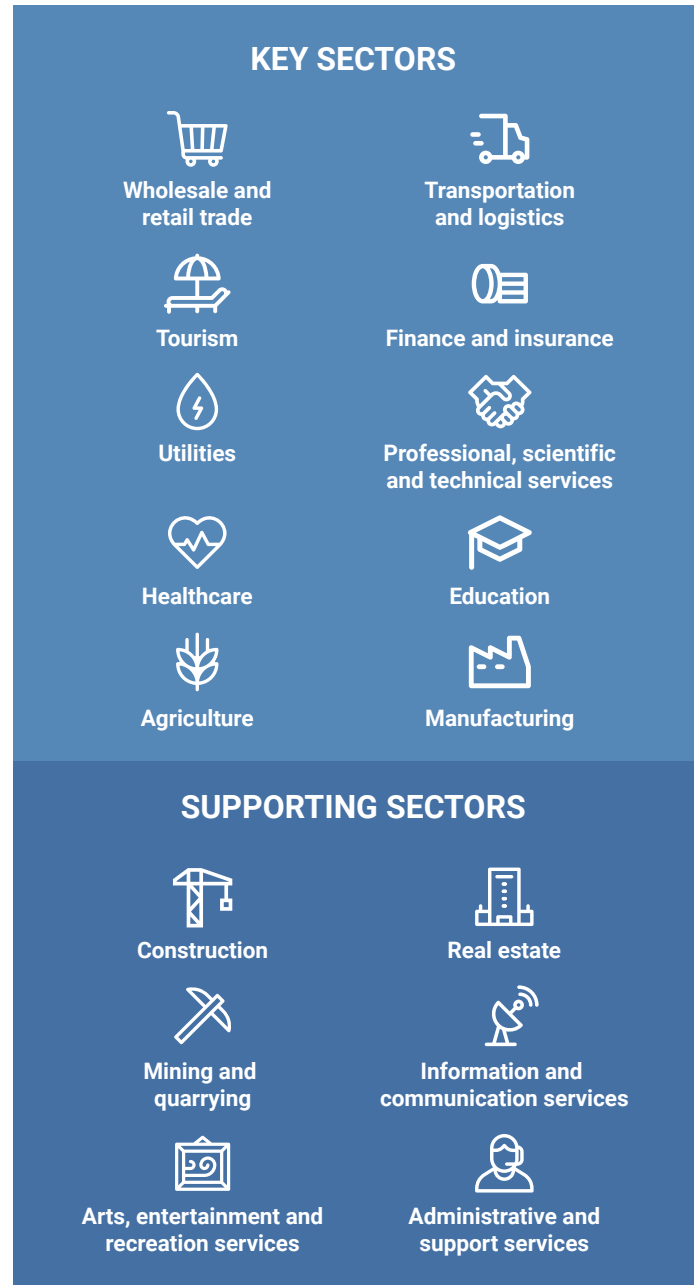 KEY SECTORS
Wholesale and
retail trade
Transportation
and logistics
Tourism
Finance and insurance
Utilities
Professional, scientific
and technical services
Healthcare
Education
Agriculture
Manufacturing
SUPPORTING SECTORS
Construction
Real estate
Mining and
quarrying
Information and
communication services
Arts, entertainment and
recreation services
Administrative and
support services